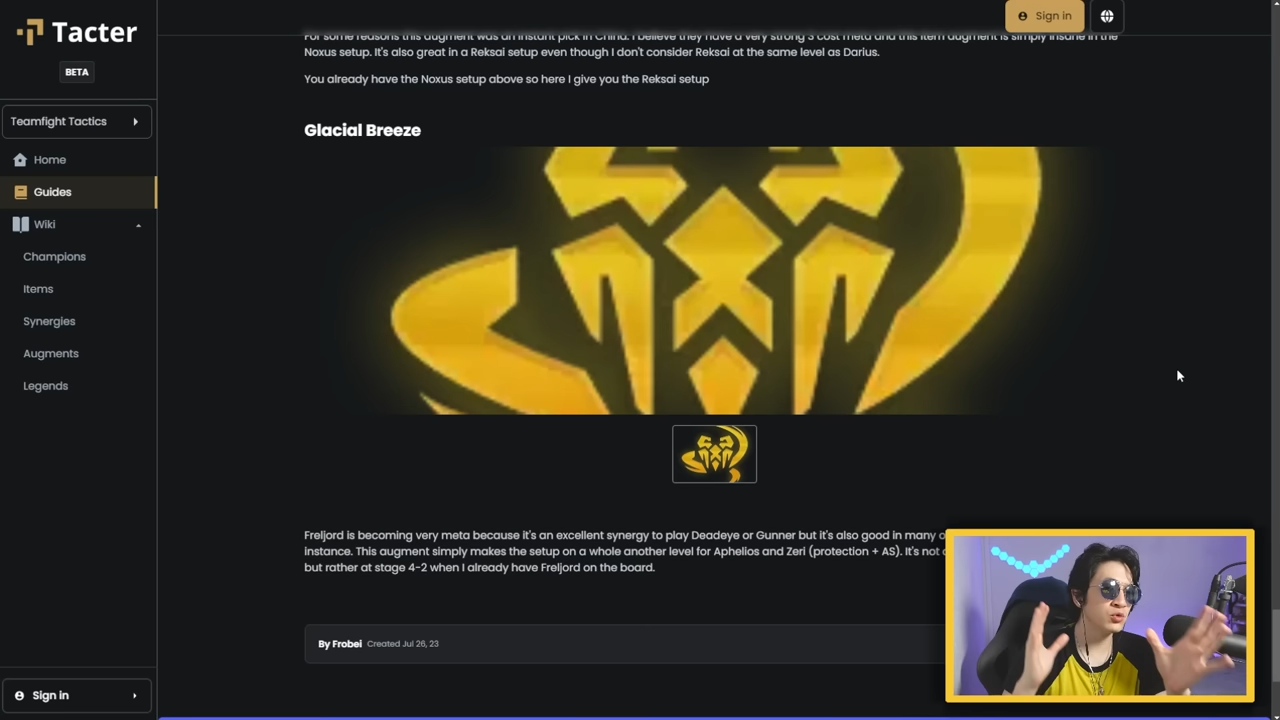 Tacter
BETA
Teamfight Tactics
Home
Guides
Wiki
Champions
Items
Synergies
Augments
Legends
Sign in
Sign in
For some reasons this augment was an instant pick in China. I believe they have a very strong 3 cost meta and this item augment is simply insane in the
Noxus setup. It's also great in a Reksai setup even though I don't consider Reksai at the same level as Darius.
You already have the Noxus setup above so here I give you the Reksai setup
Glacial Breeze
Freljord is becoming very meta because it's an excellent synergy to play Deadeye or Gunner but it's also good in many
instance. This augment simply makes the setup on a whole another level for Aphelios and Zeri (protection + AS). It's not
but rather at stage 4-2 when I already have Freljord on the board.
By Frobei Created Jul 26, 23